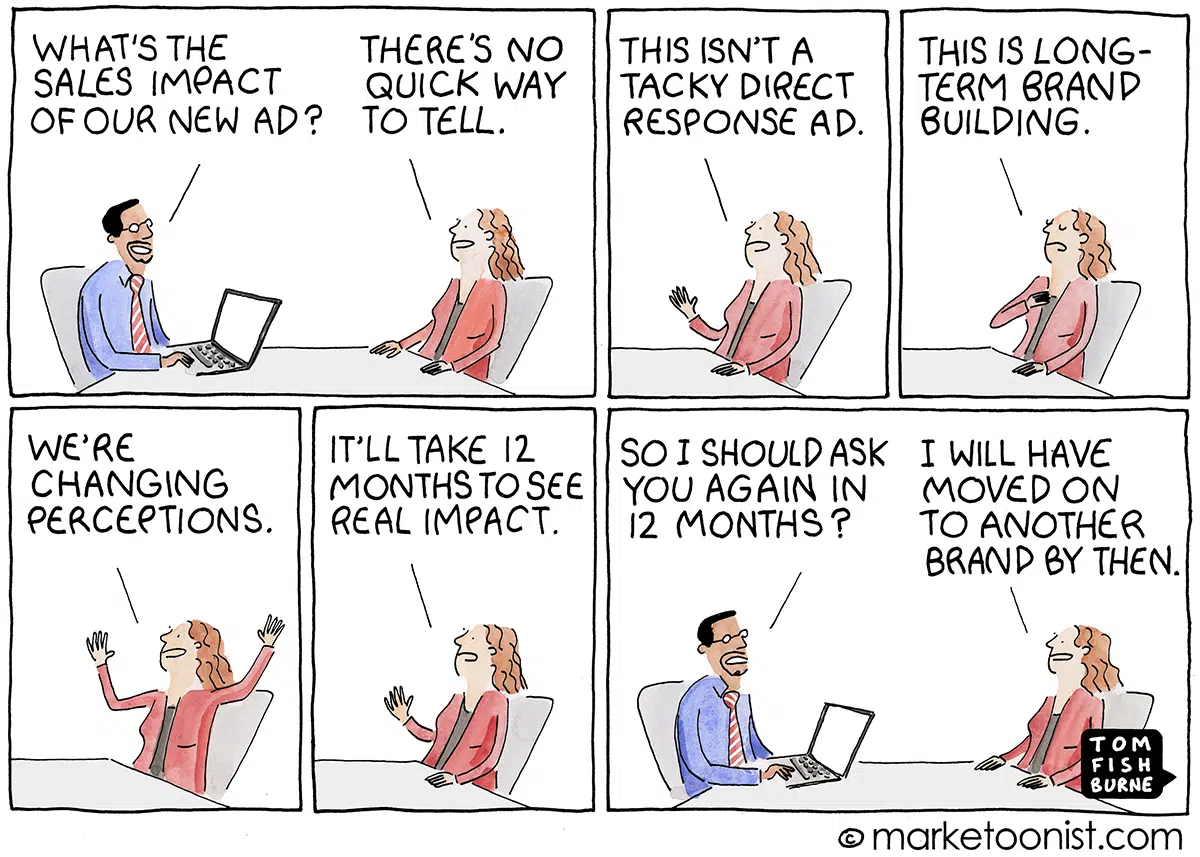 WHAT'S THE
SALES IMPACT
OF OUR NEW AD?
THERE'S NO
QUICK WAY
TO TELL.
THIS ISN'T A
TACKY DIRECT
RESPONSE AD.
THIS IS LONG-
TERM BRAND
BUILDING.
WE'RE
CHANGING
PERCEPTIONS.
IT'LL TAKE 12
MONTHS TO SEE
REAL IMPACT.
SO I SHOULD ASK
YOU AGAIN IN
12 MONTHS?
I WILL HAVE
MOVED ON
TO ANOTHER
BRAND BY THEN.
TOM
FISH
BURNE
© marketoonist.com